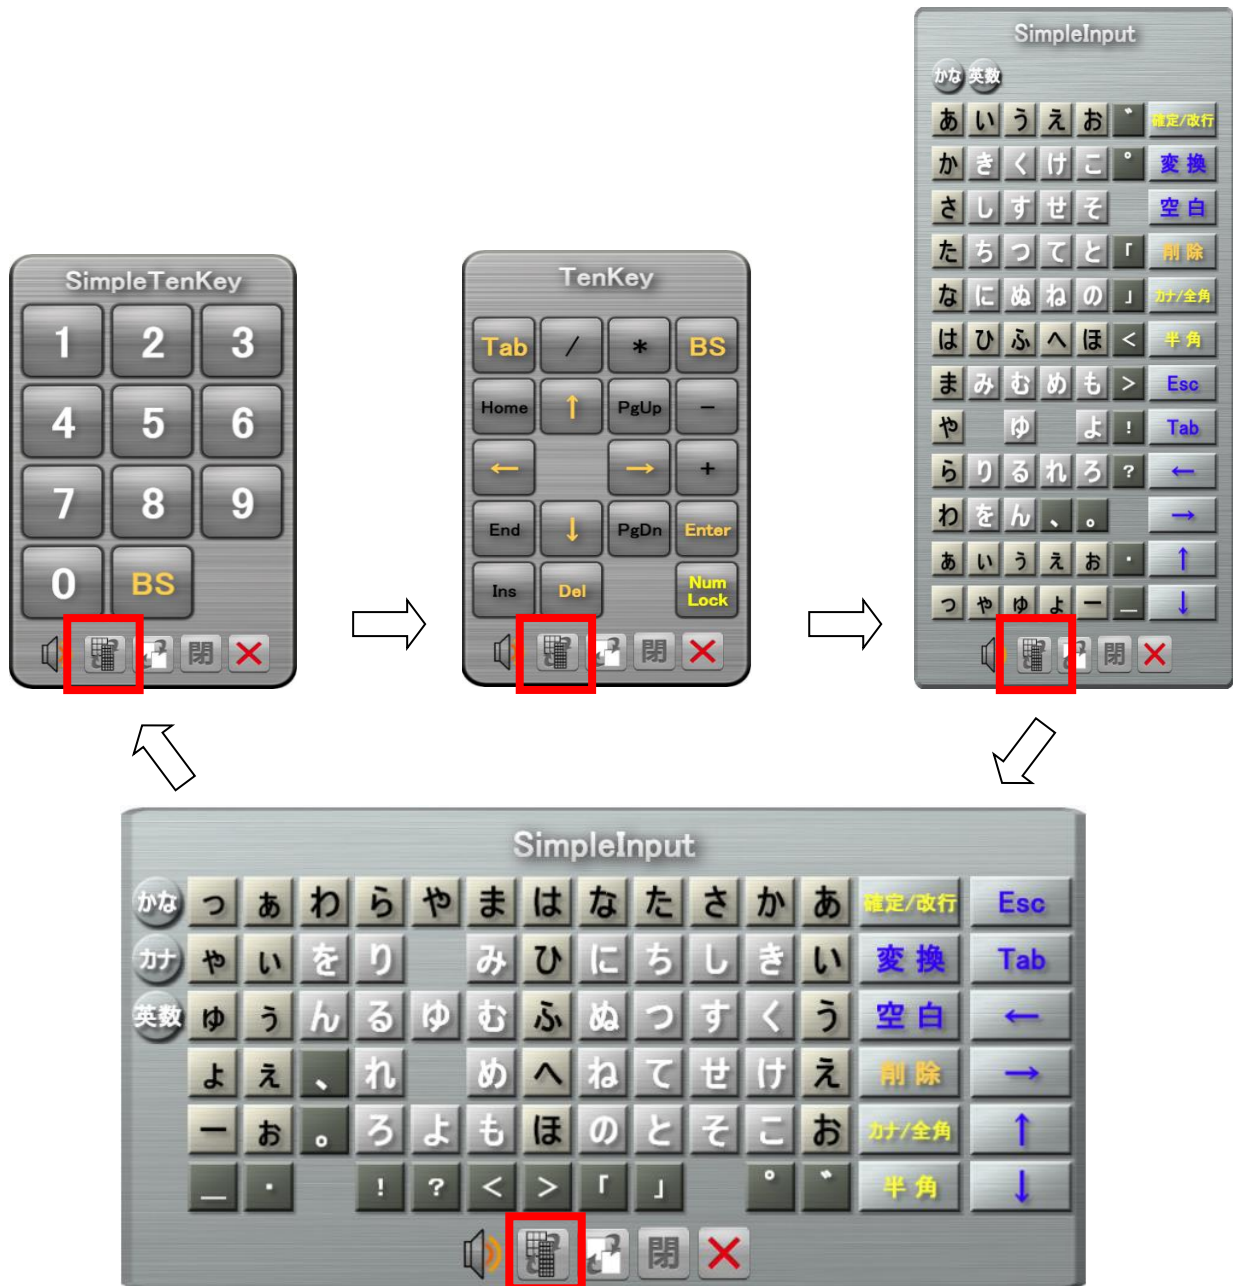 SimpleTenKey
1 2 3
4 5 6
7 8 9
0 BS
閉
TenKey
Tab / * BS
Home ↑ PgUp −
← → +
End ↓ PgDn Enter
Ins Del Num Lock
閉
SimpleInput
かな 英数
あ い う え お ゛ 確定/改行
か き く け こ ゜ 変換
さ し す せ そ 空白
た ち つ て と 「 削除
な に ぬ ね の 」 カナ/全角
は ひ ふ へ ほ < 半角
ま み む め も > Esc
や ゆ よ ! Tab
ら り る れ ろ ? ←
わ を ん 、 。 →
ぁ ぃ ぅ ぇ ぉ ・ ↑
っ ゃ ゅ ょ ー _ ↓
閉
SimpleInput
かな っ ぁ わ ら や ま は な た さ か あ 確定/改行 Esc
カナ ゃ ぃ を り み ひ に ち し き い 変換 Tab
英数 ゅ ぅ ん る ゆ む ふ ぬ つ す く う 空白 ←
ょ ぇ 、 れ め へ ね て せ け え 削除 →
ー ぉ 。 ろ よ も ほ の と そ こ お カナ/全角 ↑
_ ・ ! ? < > 「 」 ゜ ゛ 半角 ↓
閉